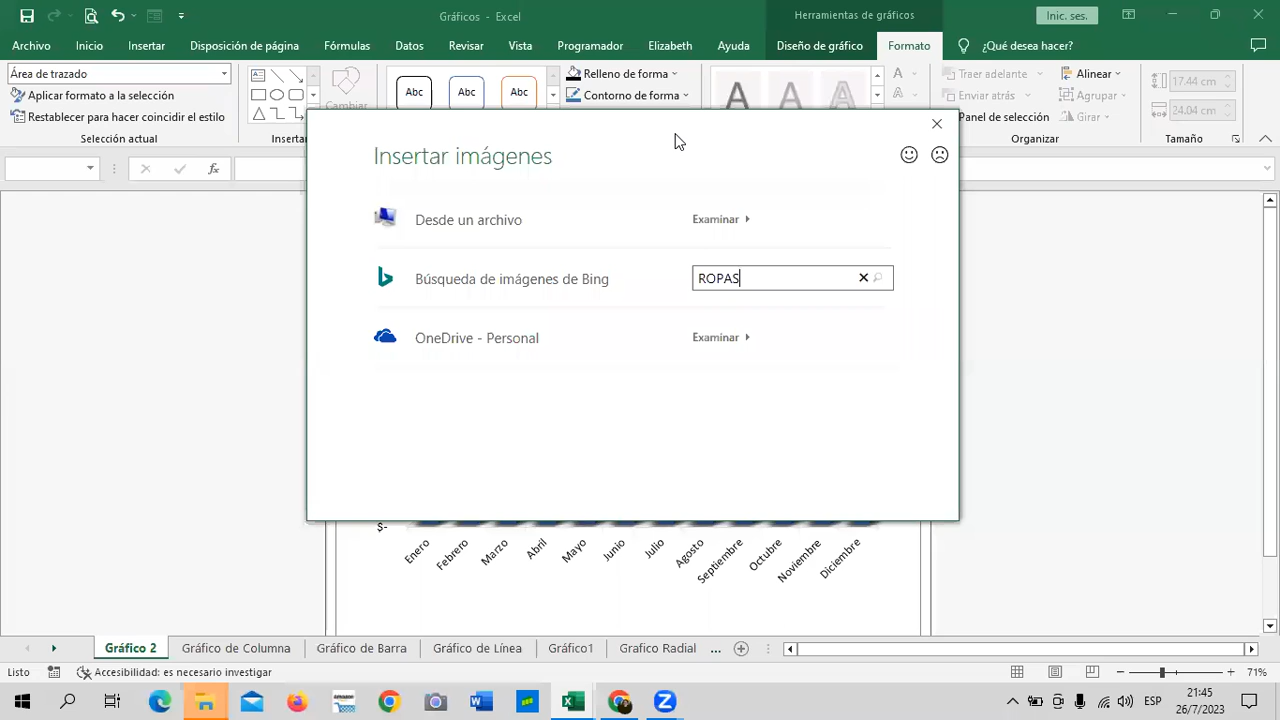 Gráficos - Excel
Herramientas de gráficos
Inic. ses.
Archivo Inicio Insertar Disposición de página Fórmulas Datos Revisar Vista Programador Elizabeth Ayuda Diseño de gráfico Formato ¿Qué desea hacer?
Área de trazado
Aplicar formato a la selección
Restablecer para hacer coincidir el estilo
Selección actual
Cambiar
Insertar
Abc Abc Abc
Relleno de forma
Contorno de forma
A A A
A
A
Traer adelante
Enviar atrás
Panel de selección
Alinear
Agrupar
Girar
Organizar
17.44 cm
24.04 cm
Tamaño
fx
Insertar imágenes
Desde un archivo Examinar
Búsqueda de imágenes de Bing ROPAS
OneDrive - Personal Examinar
$-
Enero Febrero Marzo Abril Mayo Junio Julio Agosto Septiembre Octubre Noviembre Diciembre
Gráfico 2 Gráfico de Columna Gráfico de Barra Gráfico de Línea Gráfico1 Grafico Radial ...
Listo Accesibilidad: es necesario investigar 71%
ESP
21:45
26/7/2023